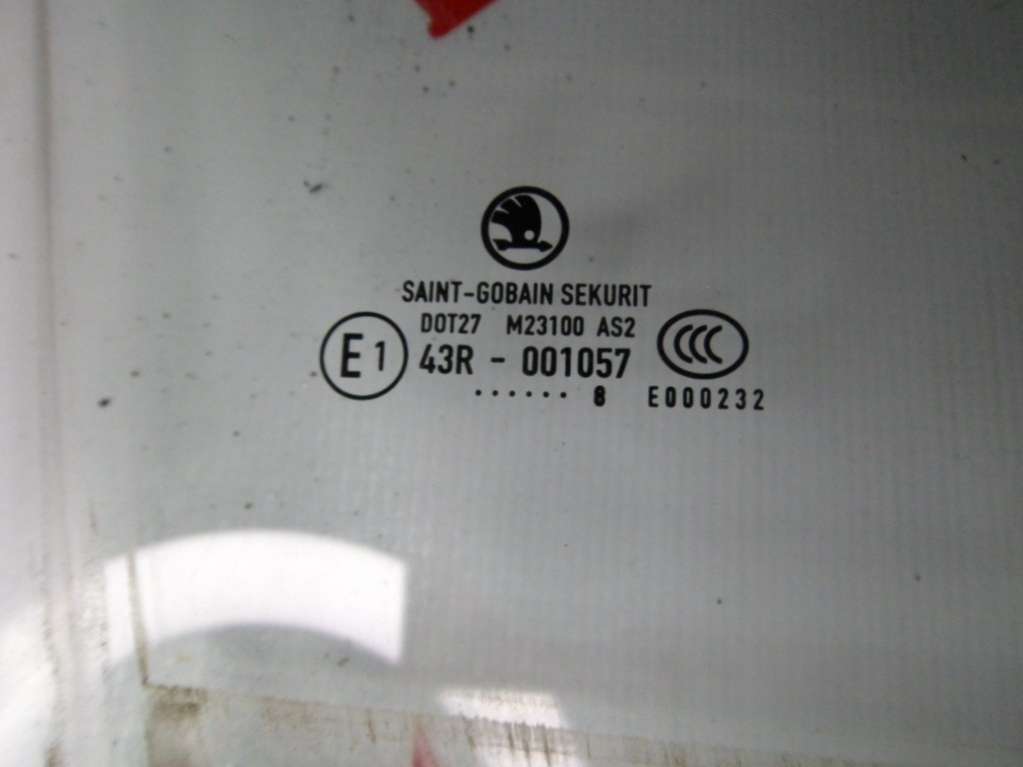 SAINT-GOBAIN SEKURIT
DOT27 M23100 AS2
E1 43R - 001057 CCC
...... 8 E000232